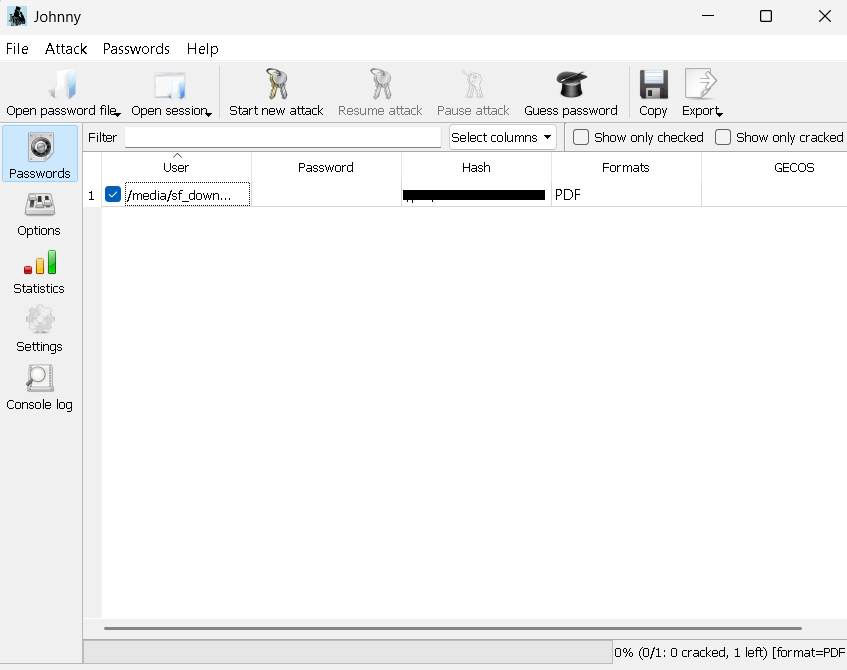 Johnny
File Attack Passwords Help
Open password file Open session Start new attack Resume attack Pause attack Guess password Copy Export
Passwords
Options
Statistics
Settings
Console log
Filter Select columns Show only checked Show only cracked
User Password Hash Formats GECOS
1 /media/sf_down... PDF
0% (0/1: 0 cracked, 1 left) [format=PDF